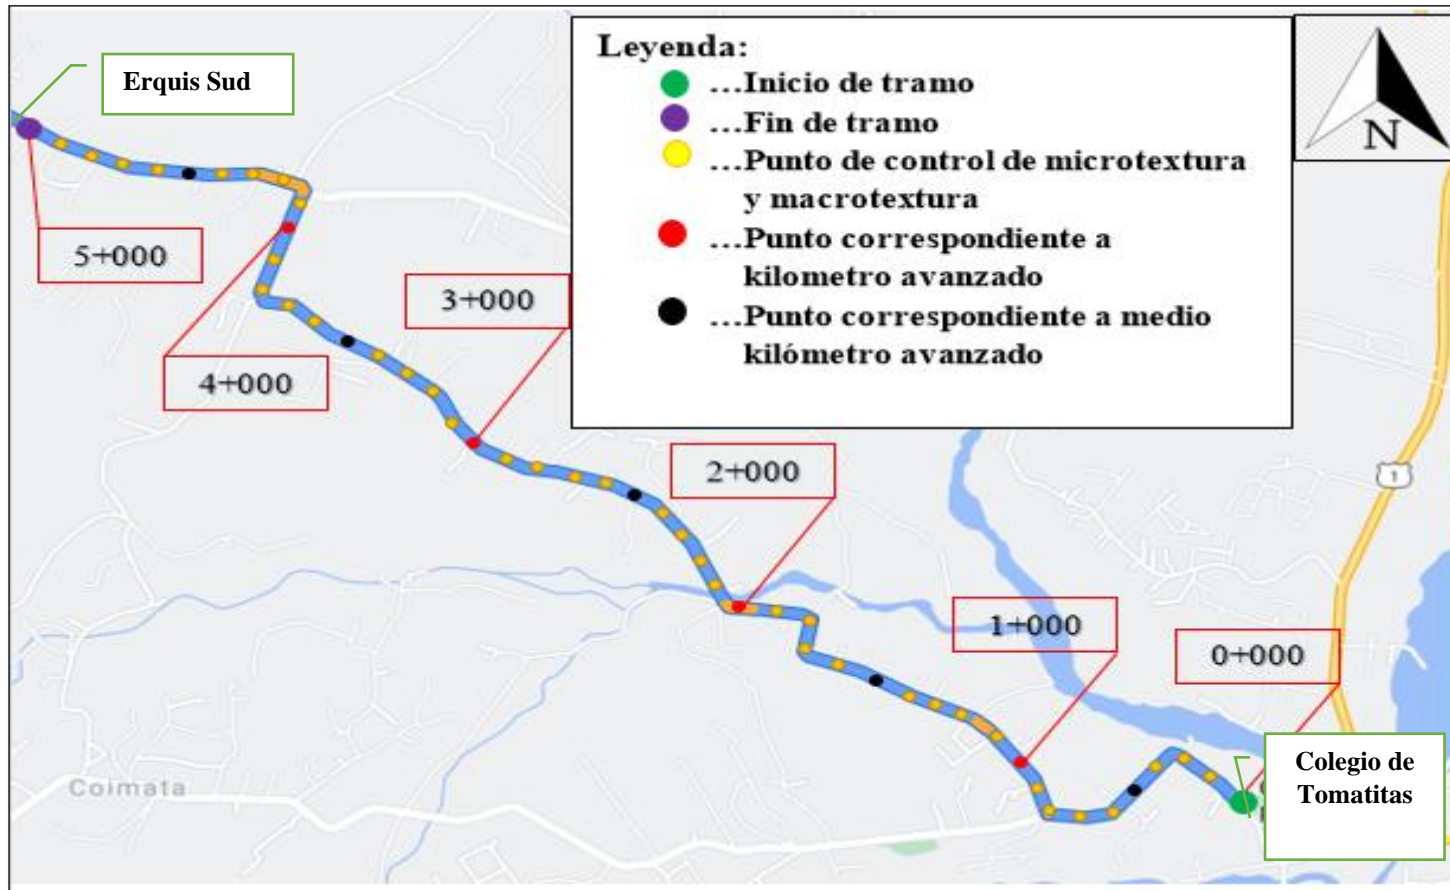 Erquis Sud
Leyenda:
...Inicio de tramo
...Fin de tramo
...Punto de control de microtextura
y macrotextura
...Punto correspondiente a
kilometro avanzado
...Punto correspondiente a medio
kilómetro avanzado
N
5+000
3+000
4+000
2+000
1
1+000
0+000
Colegio de
Tomatitas
Coimata